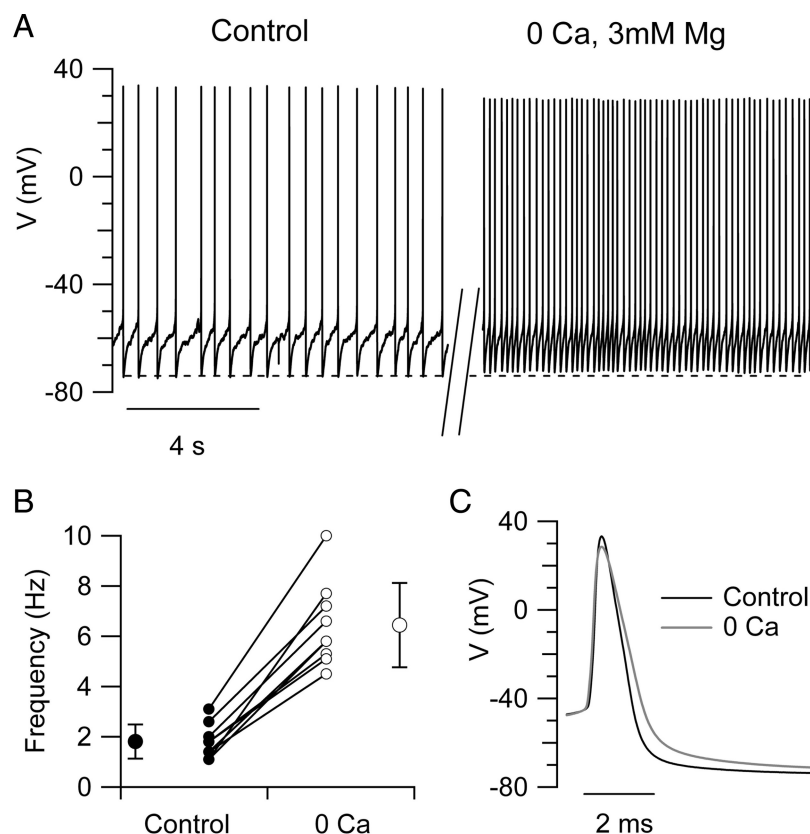 A
Control
0 Ca, 3mM Mg
40
0
-40
-80
V (mV)
4 s
B
10
8
6
4
2
0
Frequency (Hz)
Control
0 Ca
C
40
0
-40
-80
V (mV)
Control
0 Ca
2 ms